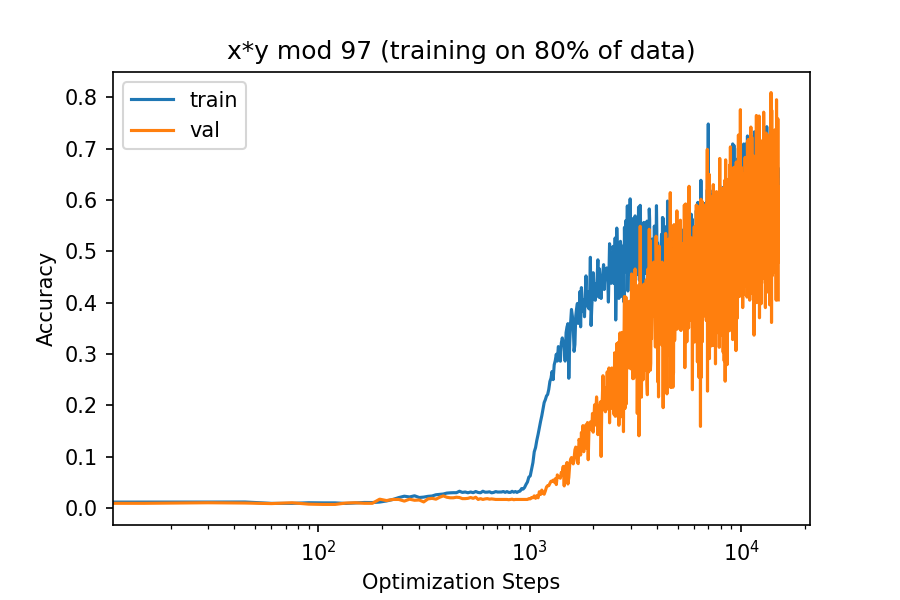 x*y mod 97 (training on 80% of data)
train
val
0.8
0.7
0.6
0.5
0.4
0.3
0.2
0.1
0.0
Accuracy
10²
10³
10⁴
Optimization Steps